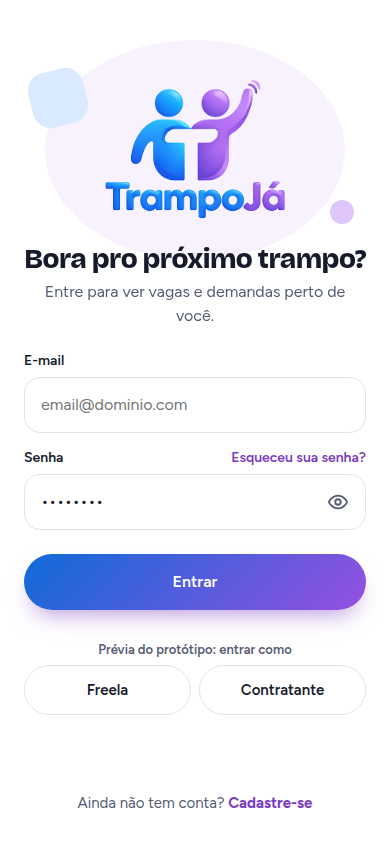 TrampoJá
Bora pro próximo trampo?
Entre para ver vagas e demandas perto de
você.
E-mail
email@dominio.com
Senha
Esqueceu sua senha?
••••••••
Entrar
Prévia do protótipo: entrar como
Freela
Contratante
Ainda não tem conta? Cadastre-se